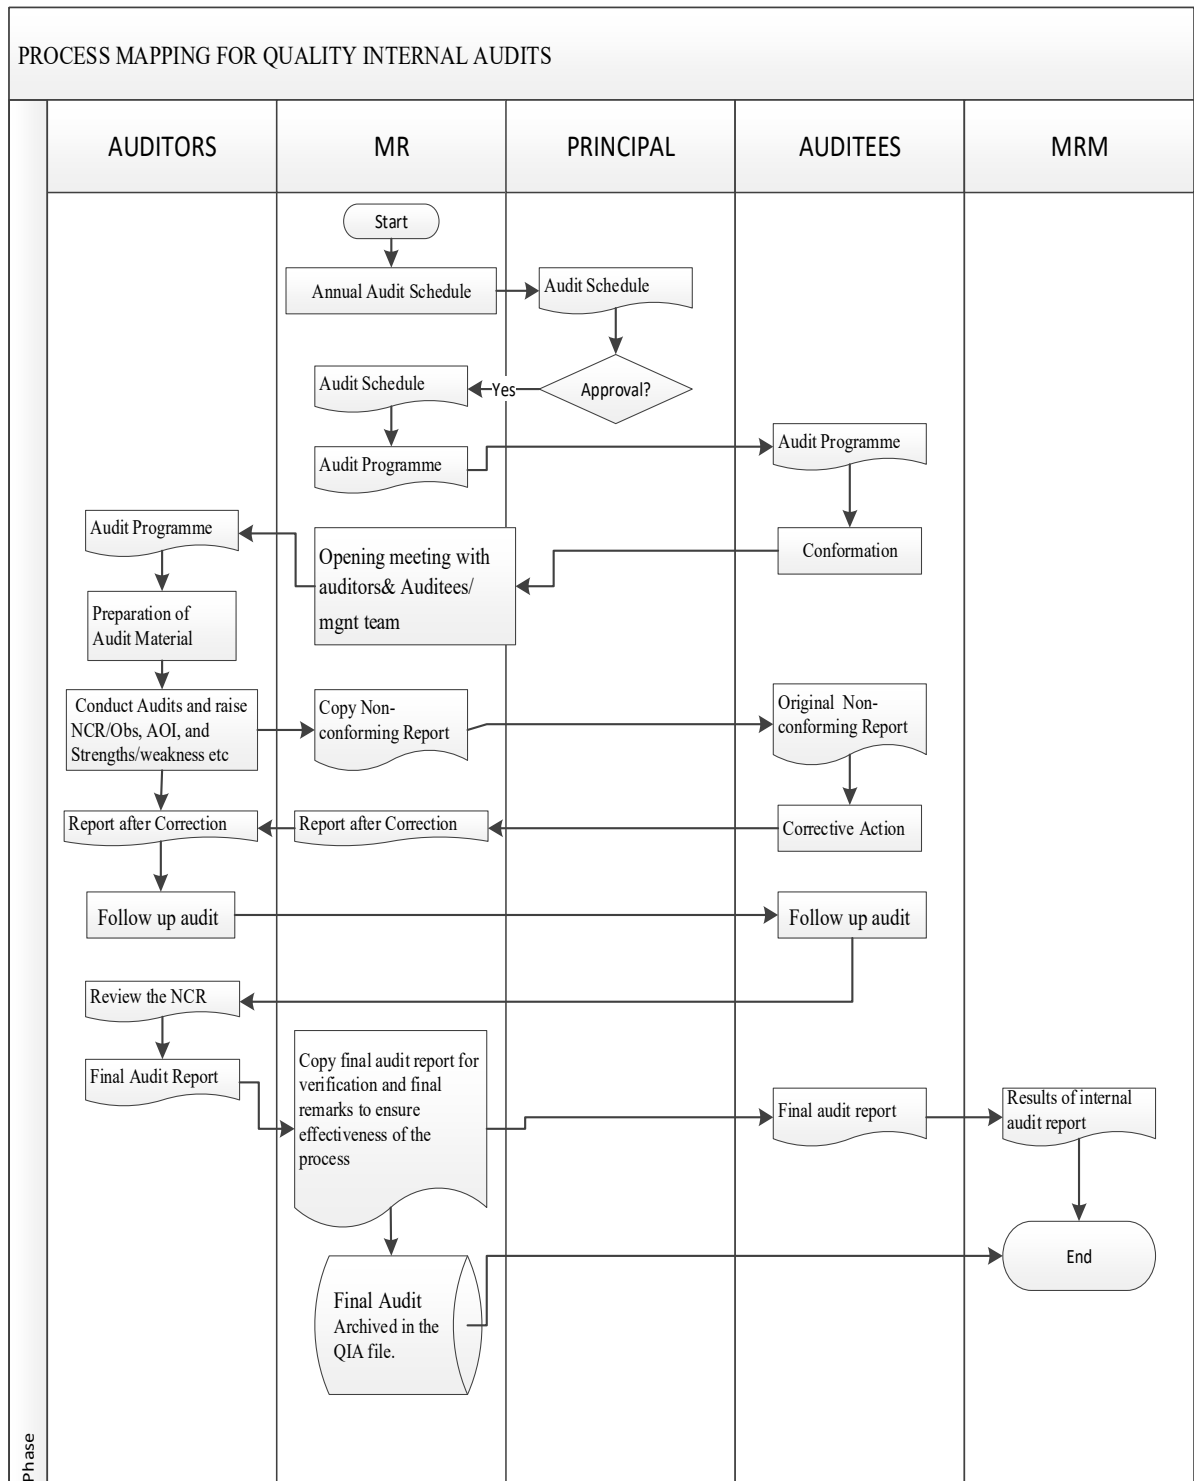 PROCESS MAPPING FOR QUALITY INTERNAL AUDITS
AUDITORS
MR
PRINCIPAL
AUDITEES
MRM
Start
Annual Audit Schedule
Audit Schedule
Approval?
Yes
Audit Schedule
Audit Programme
Audit Programme
Conformation
Opening meeting with
auditors& Auditees/
mgnt team
Audit Programme
Preparation of
Audit Material
Conduct Audits and raise
NCR/Obs, AOI, and
Strengths/weakness etc
Copy Non-
conforming Report
Original Non-
conforming Report
Corrective Action
Report after Correction
Report after Correction
Follow up audit
Follow up audit
Review the NCR
Final Audit Report
Copy final audit report for
verification and final
remarks to ensure
effectiveness of the
process
Final audit report
Results of internal
audit report
Final Audit
Archived in the
QIA file.
End
Phase